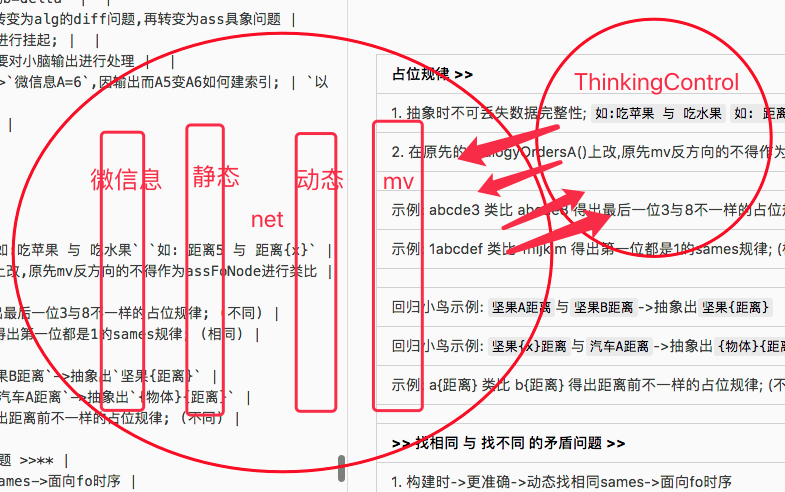 转变为alg的diff问题,再转变为ass具象问题 |
进行挂起; | |
要对小脑输出进行处理 | |
>`微信息A=6`,因输出而A5变A6如何建索引; | `以
|
如:吃苹果 与 吃水果` `如: 距离5 与 距离{x}` |
上改,原先mv反方向的不得作为assFoNode进行类比 |
出最后一位3与8不一样的占位规律; (不同) |
得出第一位都是1的sames规律; (相同) |
果B距离`->抽象出`坚果{距离}` |
汽车A距离`->抽象出`{物体}{距离}` |
出距离前不一样的占位规律; (不同) |
题 >>** |
ames->面向fo时序 |
占位规律 >>
1. 抽象时不可丢失数据完整性; 如:吃苹果 与 吃水果 如: 距离
2. 在原先的 上改,原先mv反方向的不得作为
示例: abcde3 类比 abcde8 得出最后一位3与8不一样的占位规
示例: 1abcdef 类比 得出第一位都是1的sames规律;
回归小鸟示例: 坚果A距离 与 坚果B距离 ->抽象出 坚果{距离}
回归小鸟示例: 坚果{x}距离 与 汽车A距离 ->抽象出 {物体}{距
示例: a{距离} 类比 b{距离} 得出距离前不一样的占位规律;
>> 找相同 与 找不同 的矛盾问题 >>
1. 构建时->更准确->动态找相同sames->面向fo时序
ThinkingControl
微信息
静态
动态
mv
net